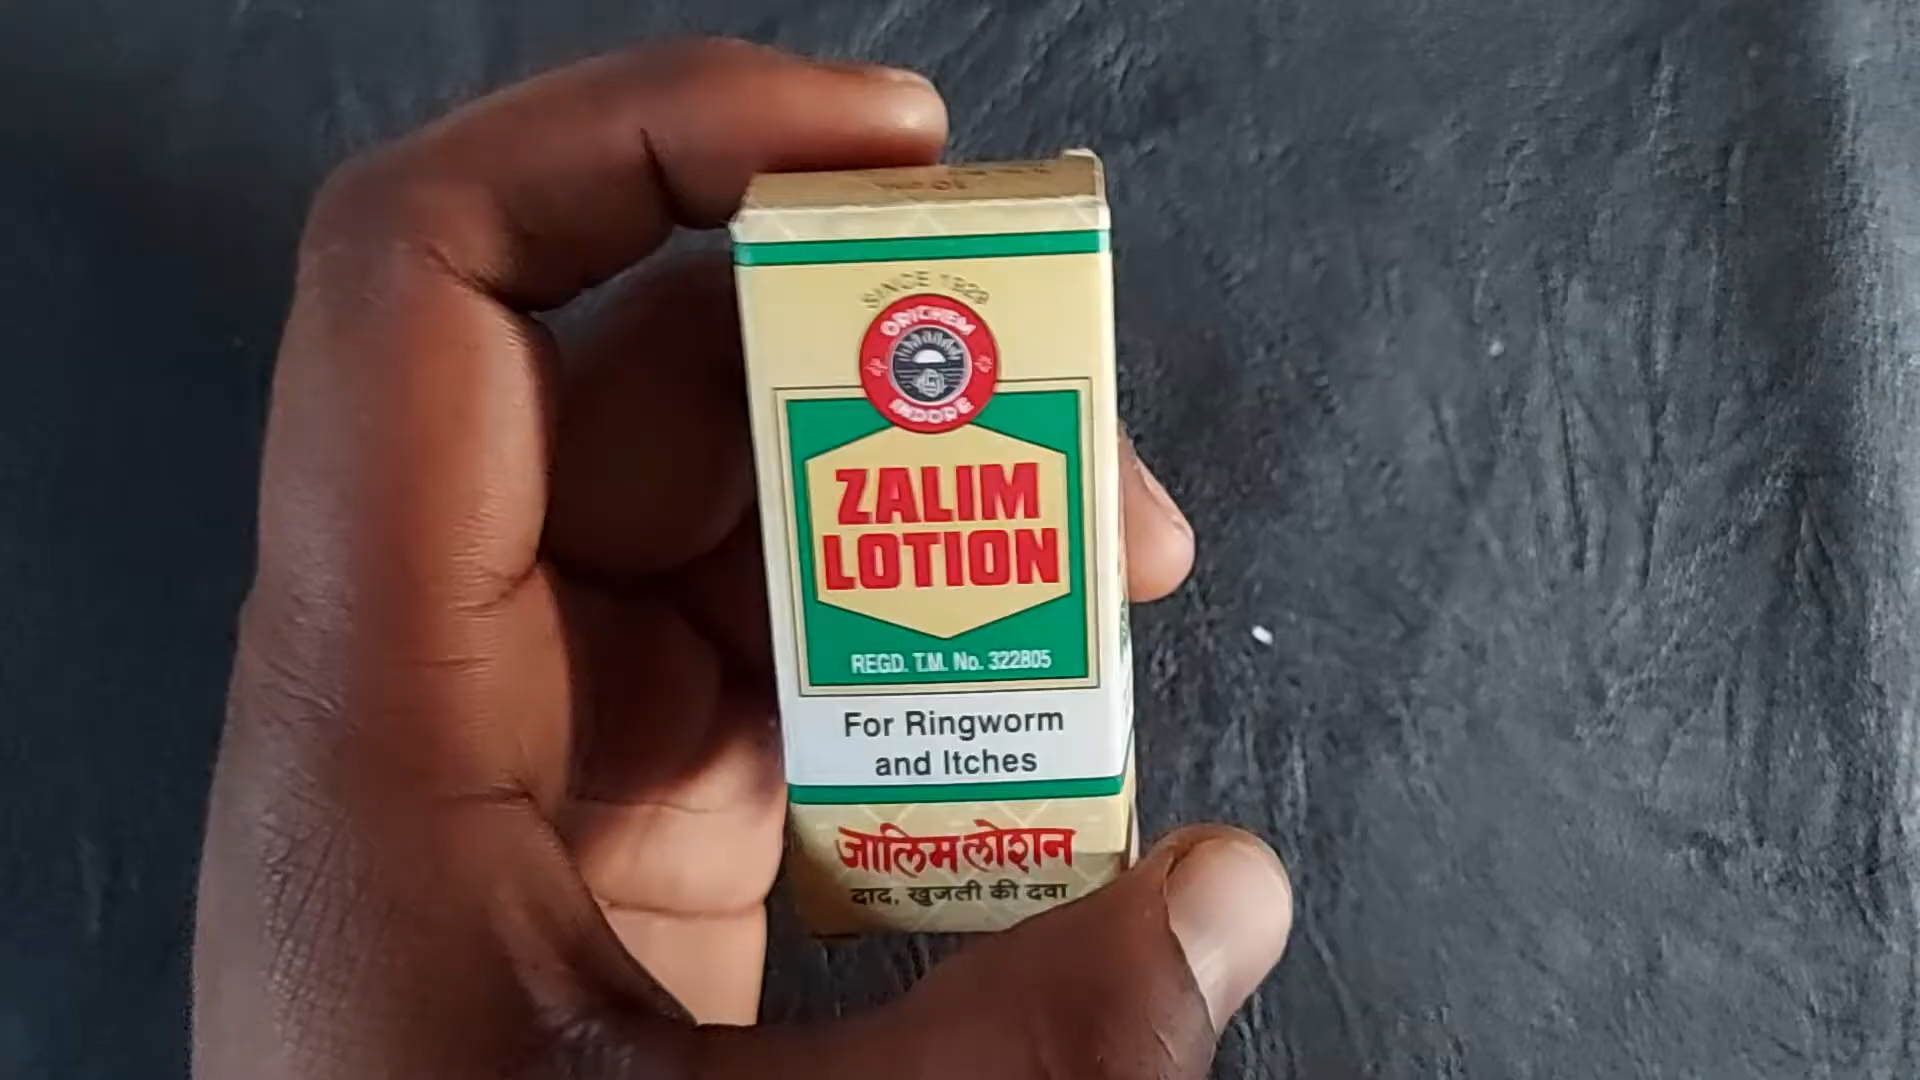 SINCE 1929
ORICHEM
INDORE
ZALIM
LOTION
REGD. T.M. No. 322805
For Ringworm
and Itches
जालिम लोशन
दाद, खुजली की दवा